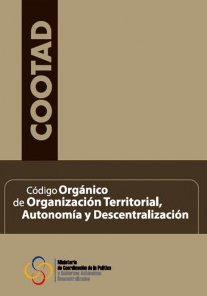 COOTAD
Código Orgánico
de Organización Territorial,
Autonomía y Descentralización
Ministerio
de Coordinación de la Política
y Gobiernos Autónomos
Descentralizados